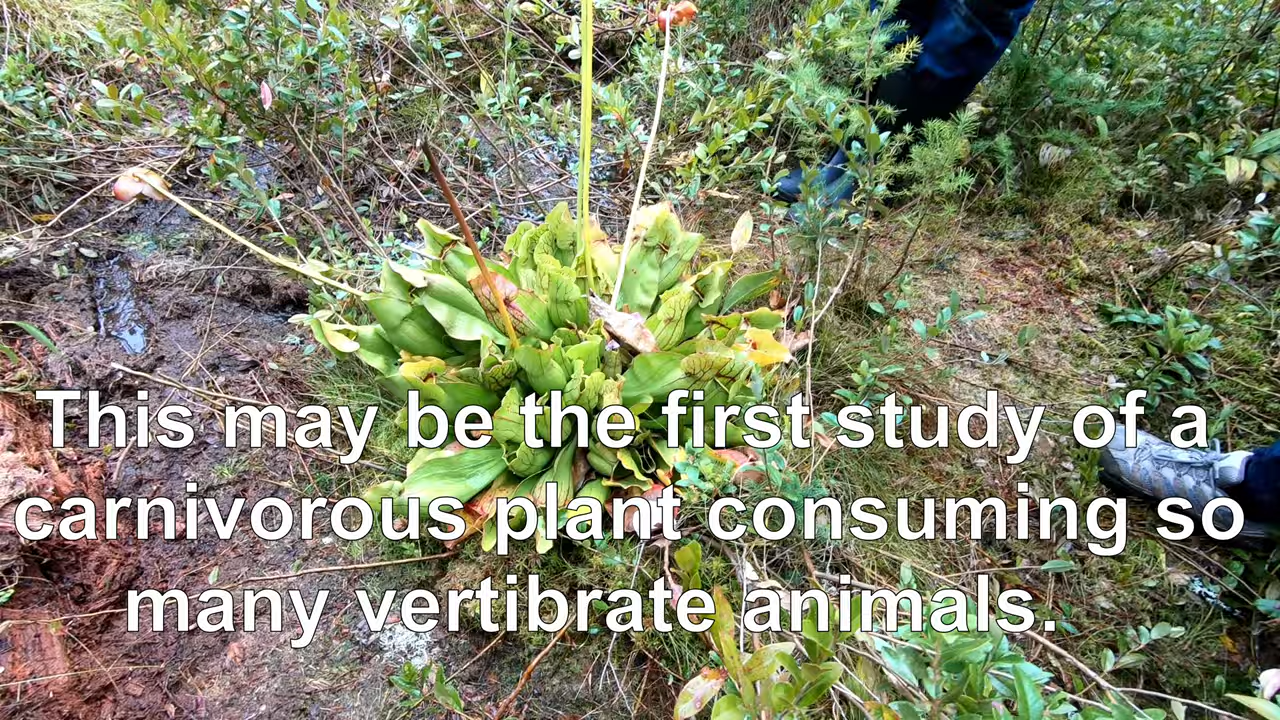 This may be the first study of a
carnivorous plant consuming so
many vertibrate animals.